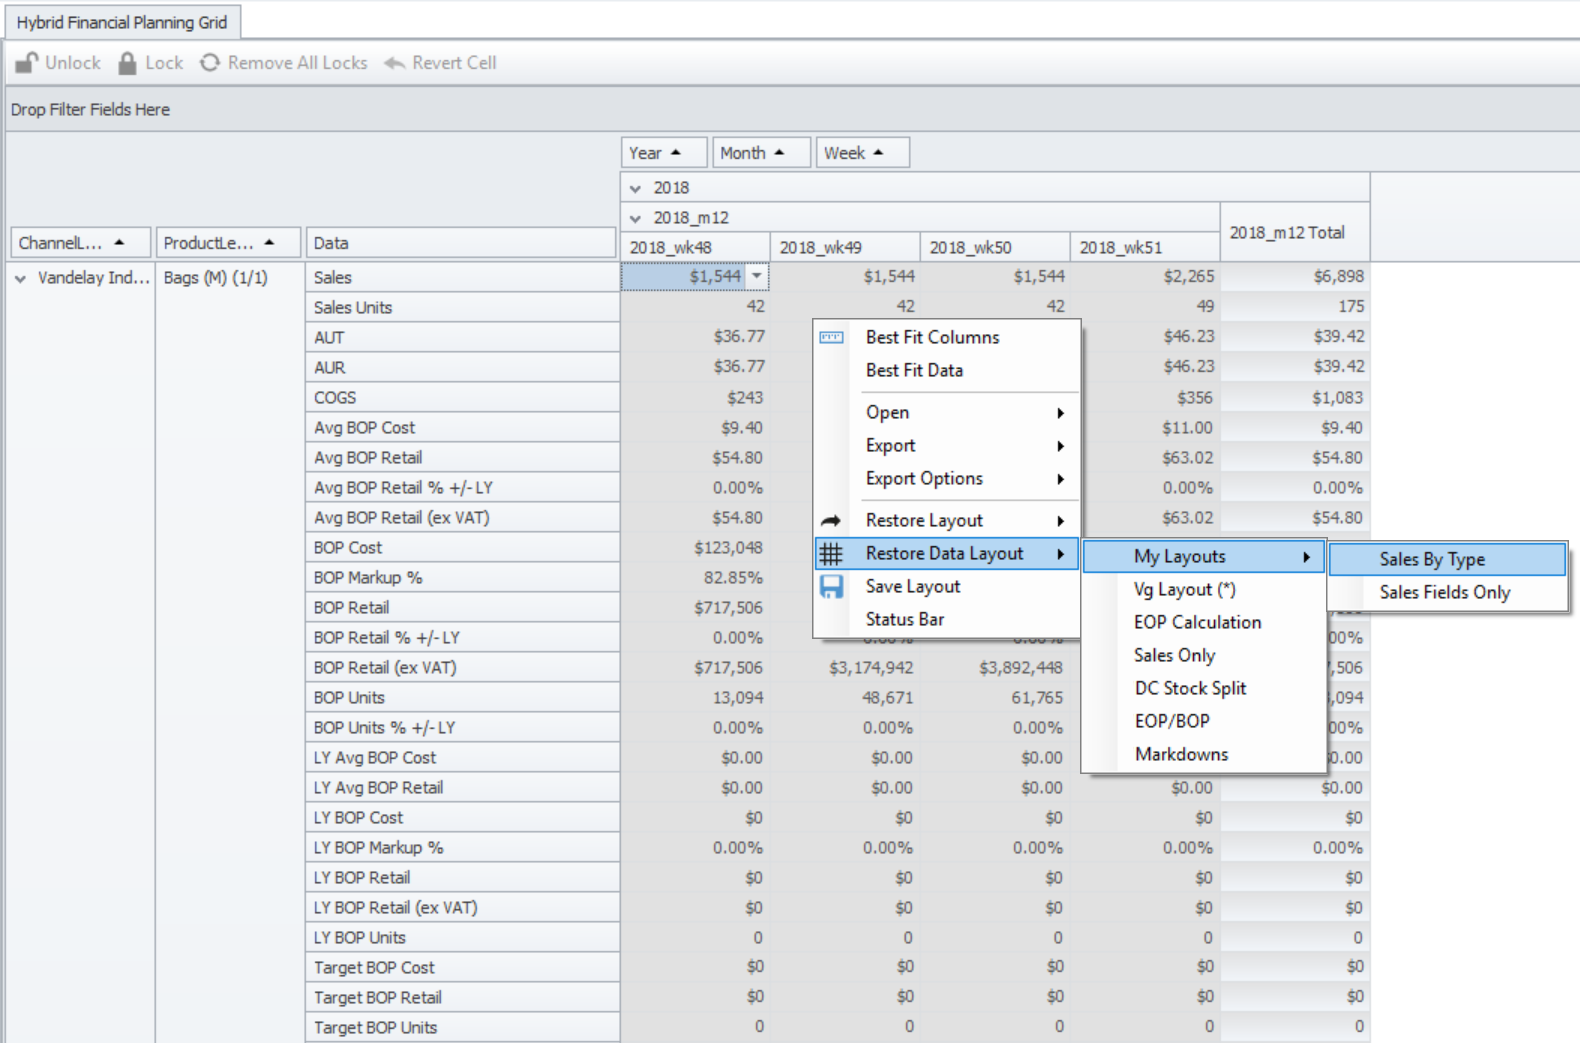 Hybrid Financial Planning Grid
Unlock Lock Remove All Locks Revert Cell
Drop Filter Fields Here
Year Month Week
2018
2018_m12
2018_m12 Total
ChannelL... ProductLe... Data 2018_wk48 2018_wk49 2018_wk50 2018_wk51
Vandelay Ind... Bags (M) (1/1) Sales $1,544 $1,544 $1,544 $2,265 $6,898
Sales Units 42 42 42 49 175
AUT $36.77 $46.23 $39.42
AUR $36.77 $46.23 $39.42
COGS $243 $356 $1,083
Avg BOP Cost $9.40 $11.00 $9.40
Avg BOP Retail $54.80 $63.02 $54.80
Avg BOP Retail % +/- LY 0.00% 0.00% 0.00%
Avg BOP Retail (ex VAT) $54.80 $63.02 $54.80
BOP Cost $123,048
BOP Markup % 82.85%
BOP Retail $717,506
BOP Retail % +/- LY 0.00% 00%
BOP Retail (ex VAT) $717,506 $3,174,942 $3,892,448 ,506
BOP Units 13,094 48,671 61,765 ,094
BOP Units % +/- LY 0.00% 0.00% 0.00% 00%
LY Avg BOP Cost $0.00 $0.00 $0.00 0.00
LY Avg BOP Retail $0.00 $0.00 $0.00 $0.00 $0.00
LY BOP Cost $0 $0 $0 $0 $0
LY BOP Markup % 0.00% 0.00% 0.00% 0.00% 0.00%
LY BOP Retail $0 $0 $0 $0 $0
LY BOP Retail (ex VAT) $0 $0 $0 $0 $0
LY BOP Units 0 0 0 0 0
Target BOP Cost $0 $0 $0 $0 $0
Target BOP Retail $0 $0 $0 $0 $0
Target BOP Units 0 0 0 0 0
Best Fit Columns
Best Fit Data
Open
Export
Export Options
Restore Layout
Restore Data Layout
Save Layout
Status Bar
My Layouts
Vg Layout (*)
EOP Calculation
Sales Only
DC Stock Split
EOP/BOP
Markdowns
Sales By Type
Sales Fields Only